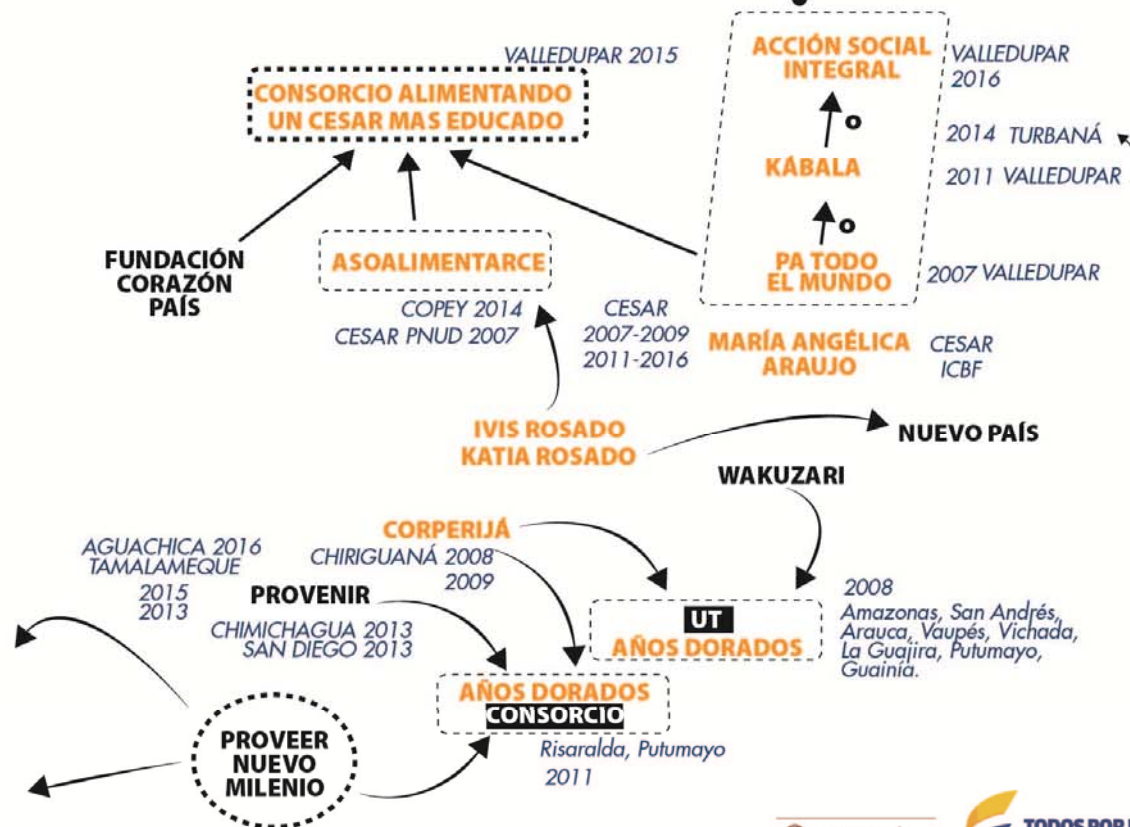 VALLEDUPAR 2015
CONSORCIO ALIMENTANDO
UN CESAR MAS EDUCADO
ACCIÓN SOCIAL
INTEGRAL
VALLEDUPAR
2016
o
KÁBALA
2014 TURBANÁ
2011 VALLEDUPAR
o
PA TODO
EL MUNDO
2007 VALLEDUPAR
FUNDACIÓN
CORAZÓN
PAÍS
ASOALIMENTARCE
COPEY 2014
CESAR PNUD 2007
CESAR
2007-2009
2011-2016
MARÍA ANGÉLICA
ARAUJO
CESAR
ICBF
IVIS ROSADO
KATIA ROSADO
NUEVO PAÍS
WAKUZARI
CORPERIJÁ
CHIRIGUANÁ 2008
2009
AGUACHICA 2016
TAMALAMEQUE
2015
2013
PROVENIR
CHIMICHAGUA 2013
SAN DIEGO 2013
UT
AÑOS DORADOS
2008
Amazonas, San Andrés,
Arauca, Vaupés, Vichada,
La Guajira, Putumayo,
Guainía.
AÑOS DORADOS
CONSORCIO
Risaralda, Putumayo
2011
PROVEER
NUEVO
MILENIO
TODOS POR